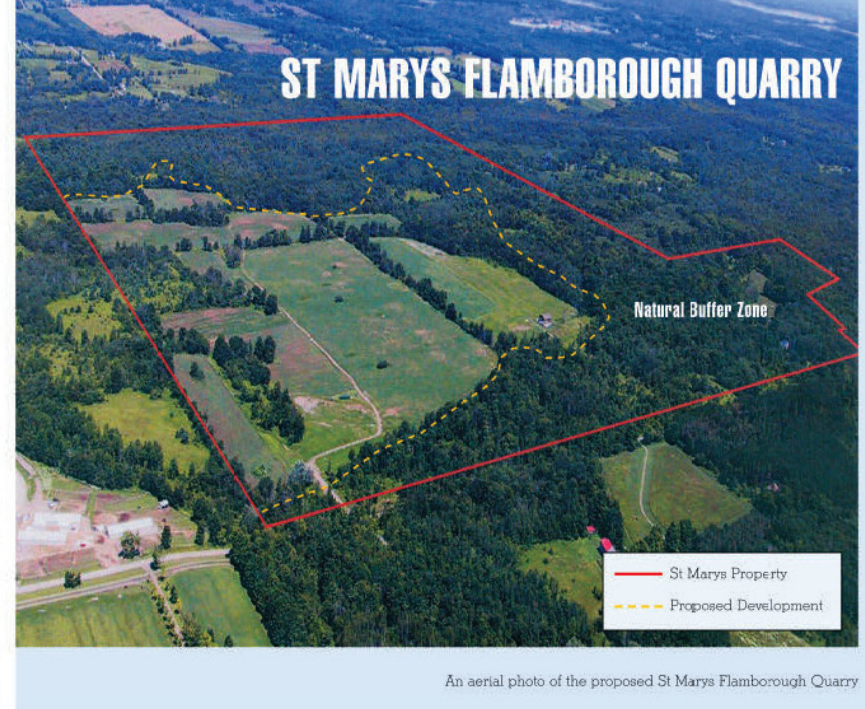 ST MARYS FLAMBOROUGH QUARRY
Natural Buffer Zone
St Marys Property
Proposed Development
An aerial photo of the proposed St Marys Flamborough Quarry